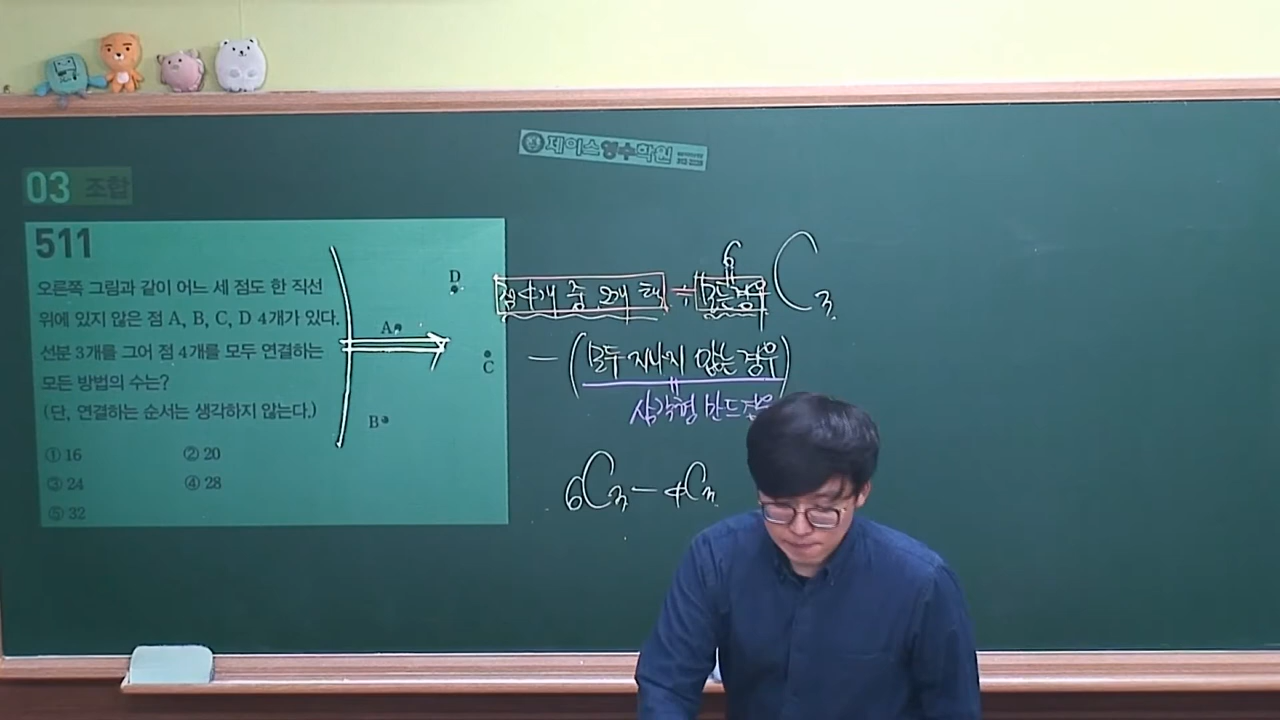 제이스영수학원
03 조합
511
오른쪽 그림과 같이 어느 세 점도 한 직선
위에 있지 않은 점 A, B, C, D 4개가 있다.
선분 3개를 그어 점 4개를 모두 연결하는
모든 방법의 수는?
(단, 연결하는 순서는 생각하지 않는다.)
① 16 ② 20
③ 24 ④ 28
⑤ 32
D
A
C
B
점 4개 중 2개 택 모든경우 C 3
6
- (모두 지나지 않는 경우)
삼각형 만드
6C3 - 4C3